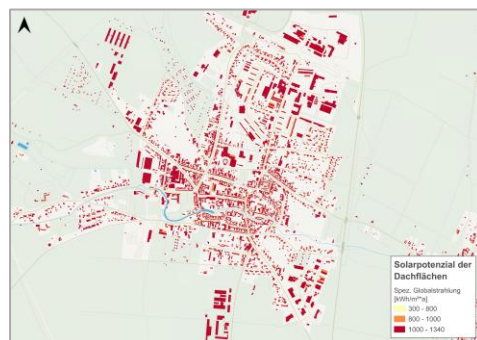 Solarpotenzial der
Dachflächen
Spez. Globalstrahlung
[kWh/m²*a]
300 - 800
800 - 1000
1000 - 1340